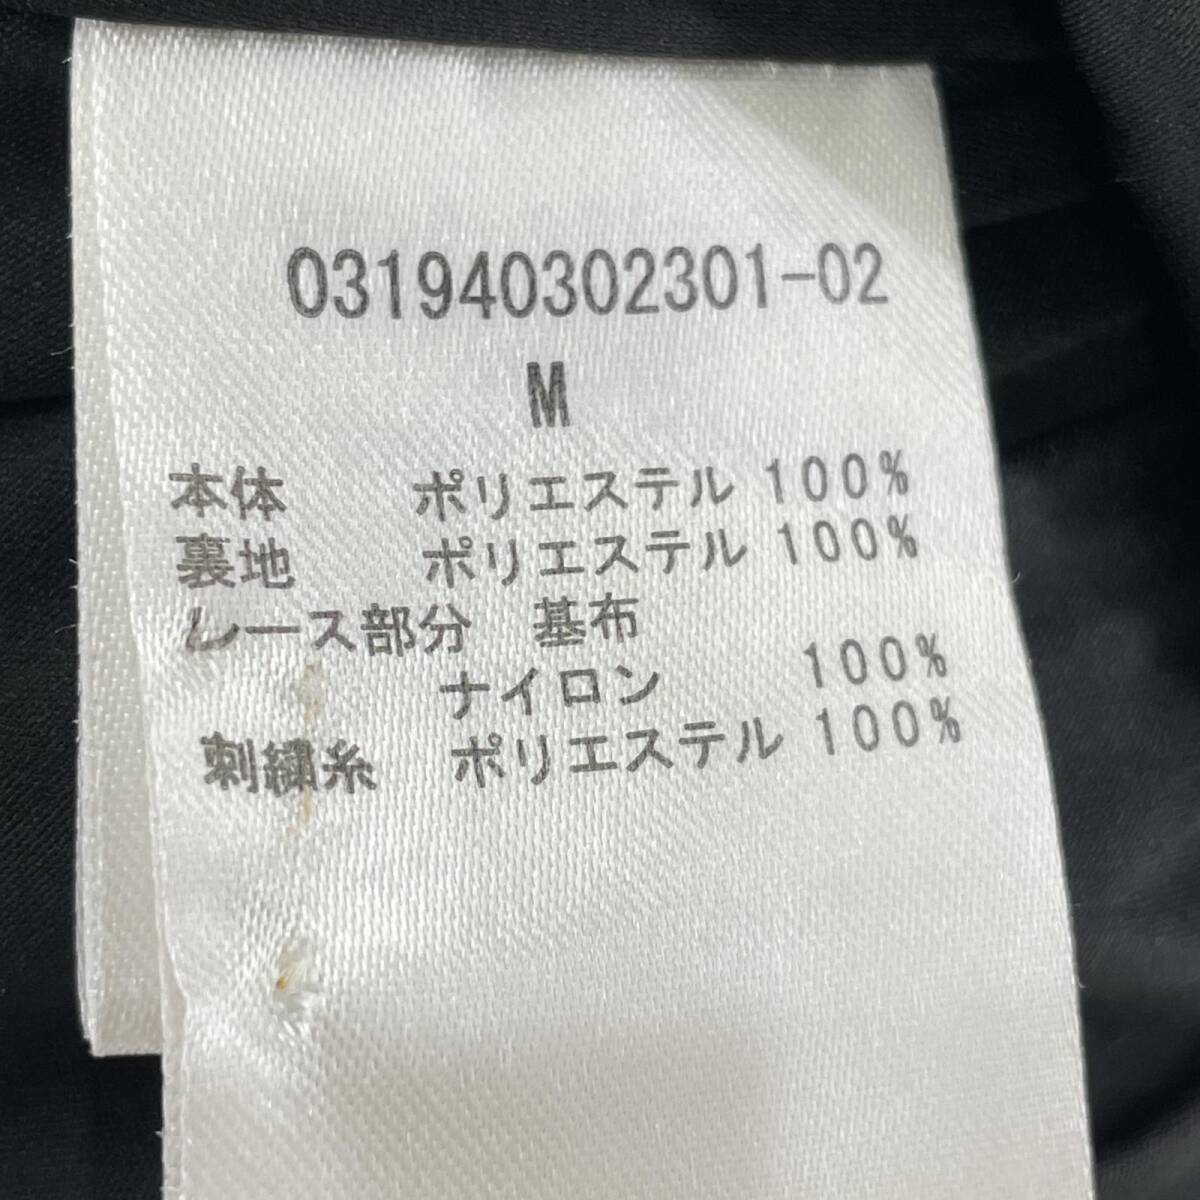 031940302301-02
M
本体 ポリエステル 100%
裏地 ポリエステル 100%
レース部分 基布
ナイロン 100%
刺繍糸 ポリエステル 100%